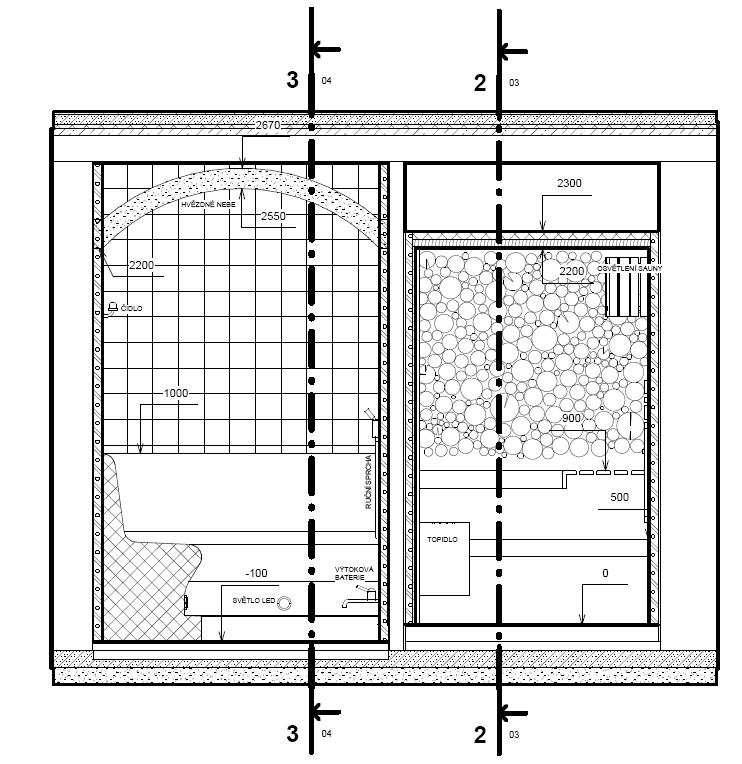 3
04
2
03
2670
HVĚZDNÉ NEBE
2550
2300
2200
2200
OSVĚTLENÍ SAUNY
ČIDLO
1000
900
RUČNÍ SPRCHA
500
TOPIDLO
-100
VÝTOKOVÁ
BATERIE
0
SVĚTLO LED
3
04
2
03